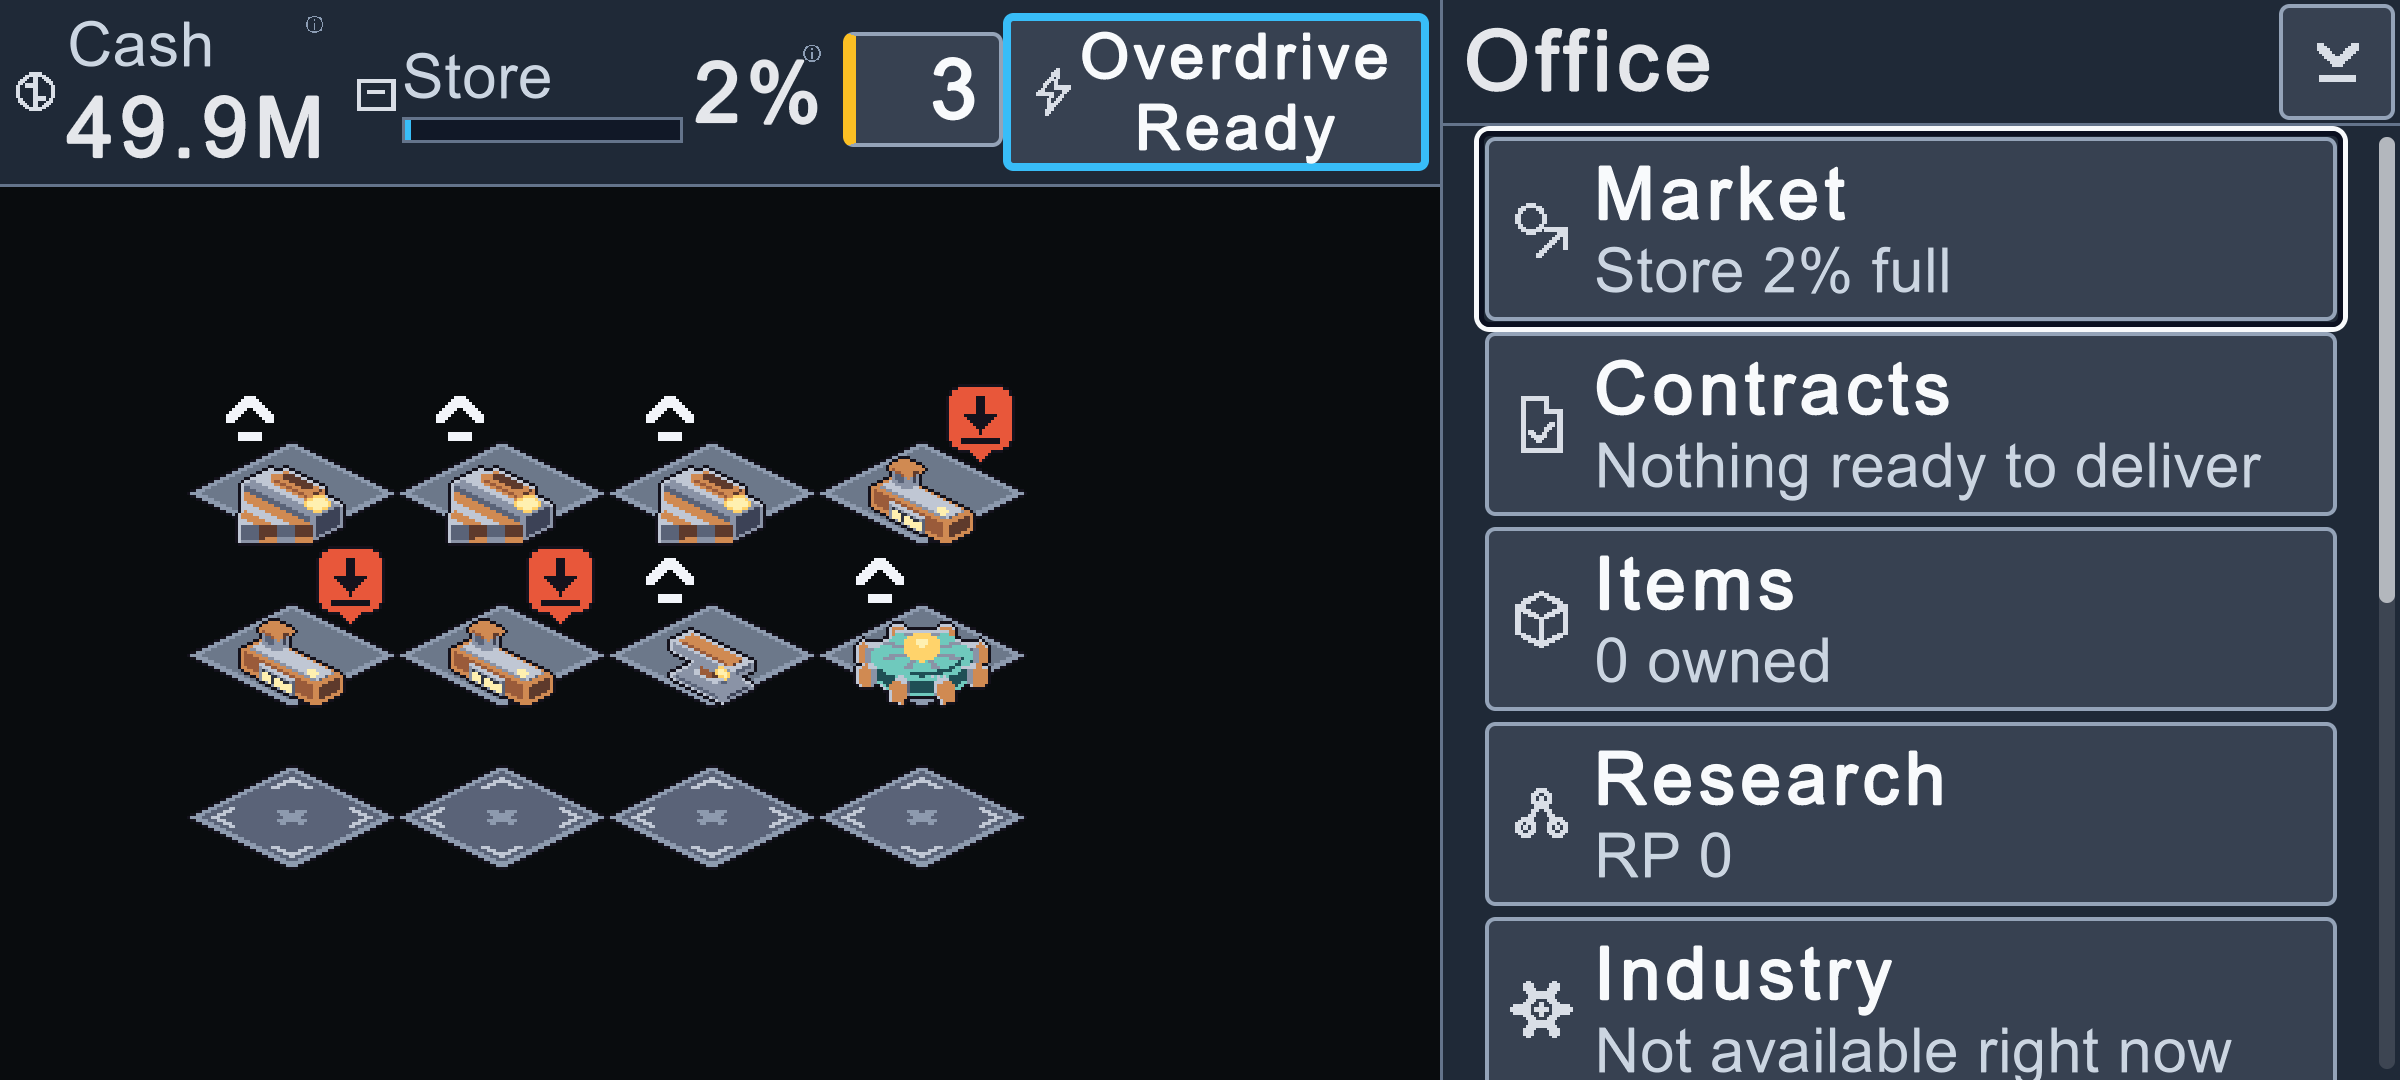 Cash
49.9M
Store
2%
3
Overdrive
Ready
Office
Market
Store 2% full
Contracts
Nothing ready to deliver
Items
0 owned
Research
RP 0
Industry
Not available right now